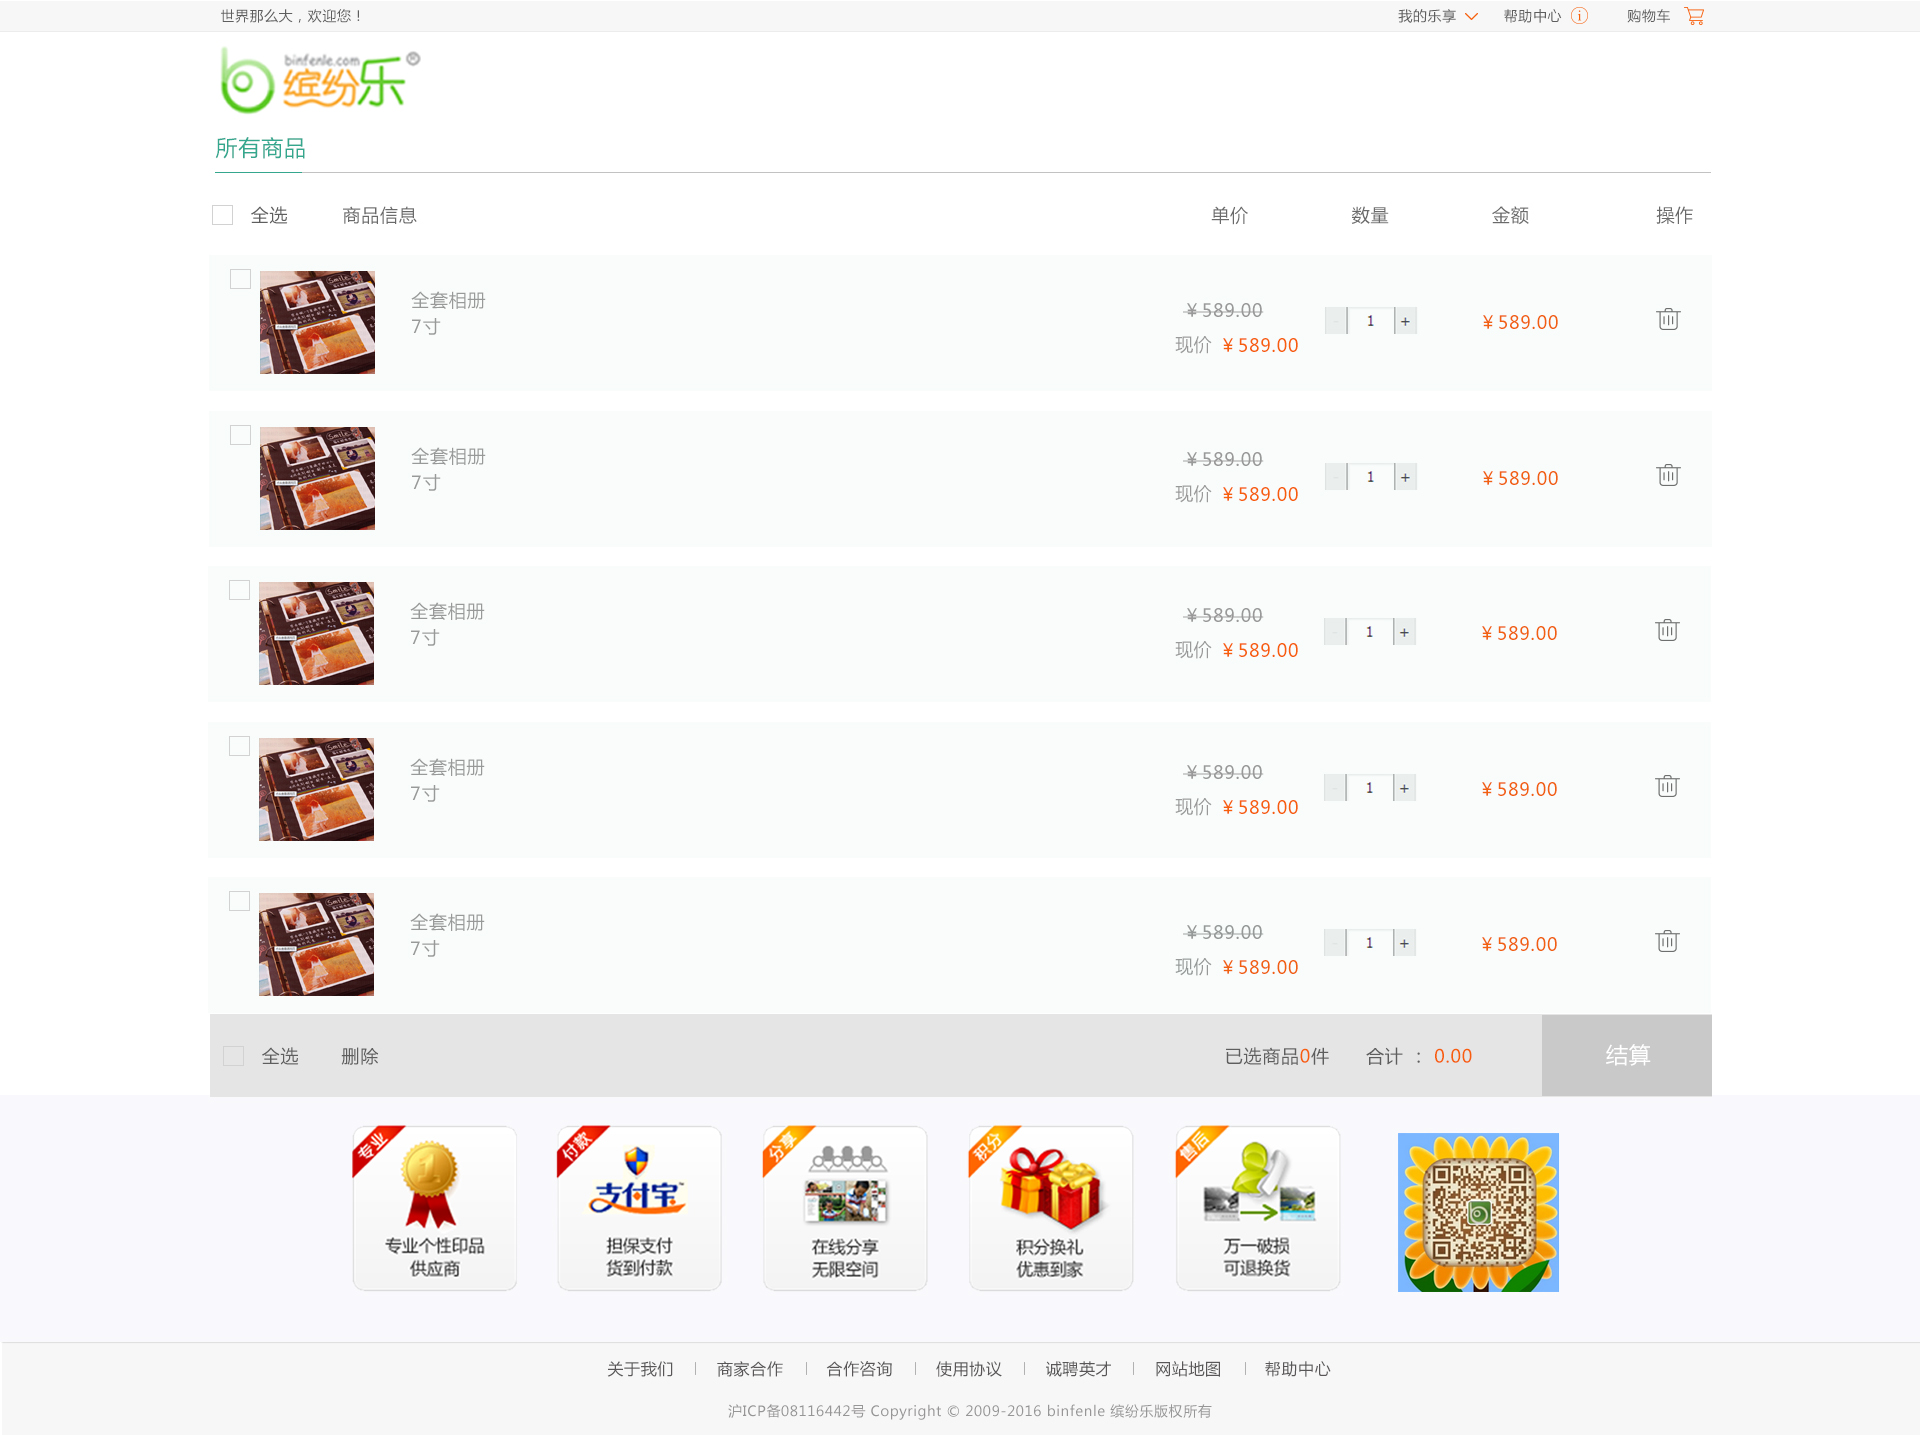 世界那么大，欢迎您！
我的乐享 帮助中心 购物车
binfenle.com
缤纷乐®
所有商品
全选 商品信息 单价 数量 金额 操作
全套相册
7寸
¥ 589.00
现价 ¥ 589.00
- 1 +
¥ 589.00
全套相册
7寸
¥ 589.00
现价 ¥ 589.00
- 1 +
¥ 589.00
全套相册
7寸
¥ 589.00
现价 ¥ 589.00
- 1 +
¥ 589.00
全套相册
7寸
¥ 589.00
现价 ¥ 589.00
- 1 +
¥ 589.00
全套相册
7寸
¥ 589.00
现价 ¥ 589.00
- 1 +
¥ 589.00
全选 删除 已选商品0件 合计 ： 0.00 结算
专业
1
专业个性印品
供应商
付款
支付宝
担保支付
货到付款
分享
在线分享
无限空间
积分
积分换礼
优惠到家
售后
万一破损
可退换货
关于我们 | 商家合作 | 合作咨询 | 使用协议 | 诚聘英才 | 网站地图 | 帮助中心
沪ICP备08116442号 Copyright © 2009-2016 binfenle 缤纷乐版权所有